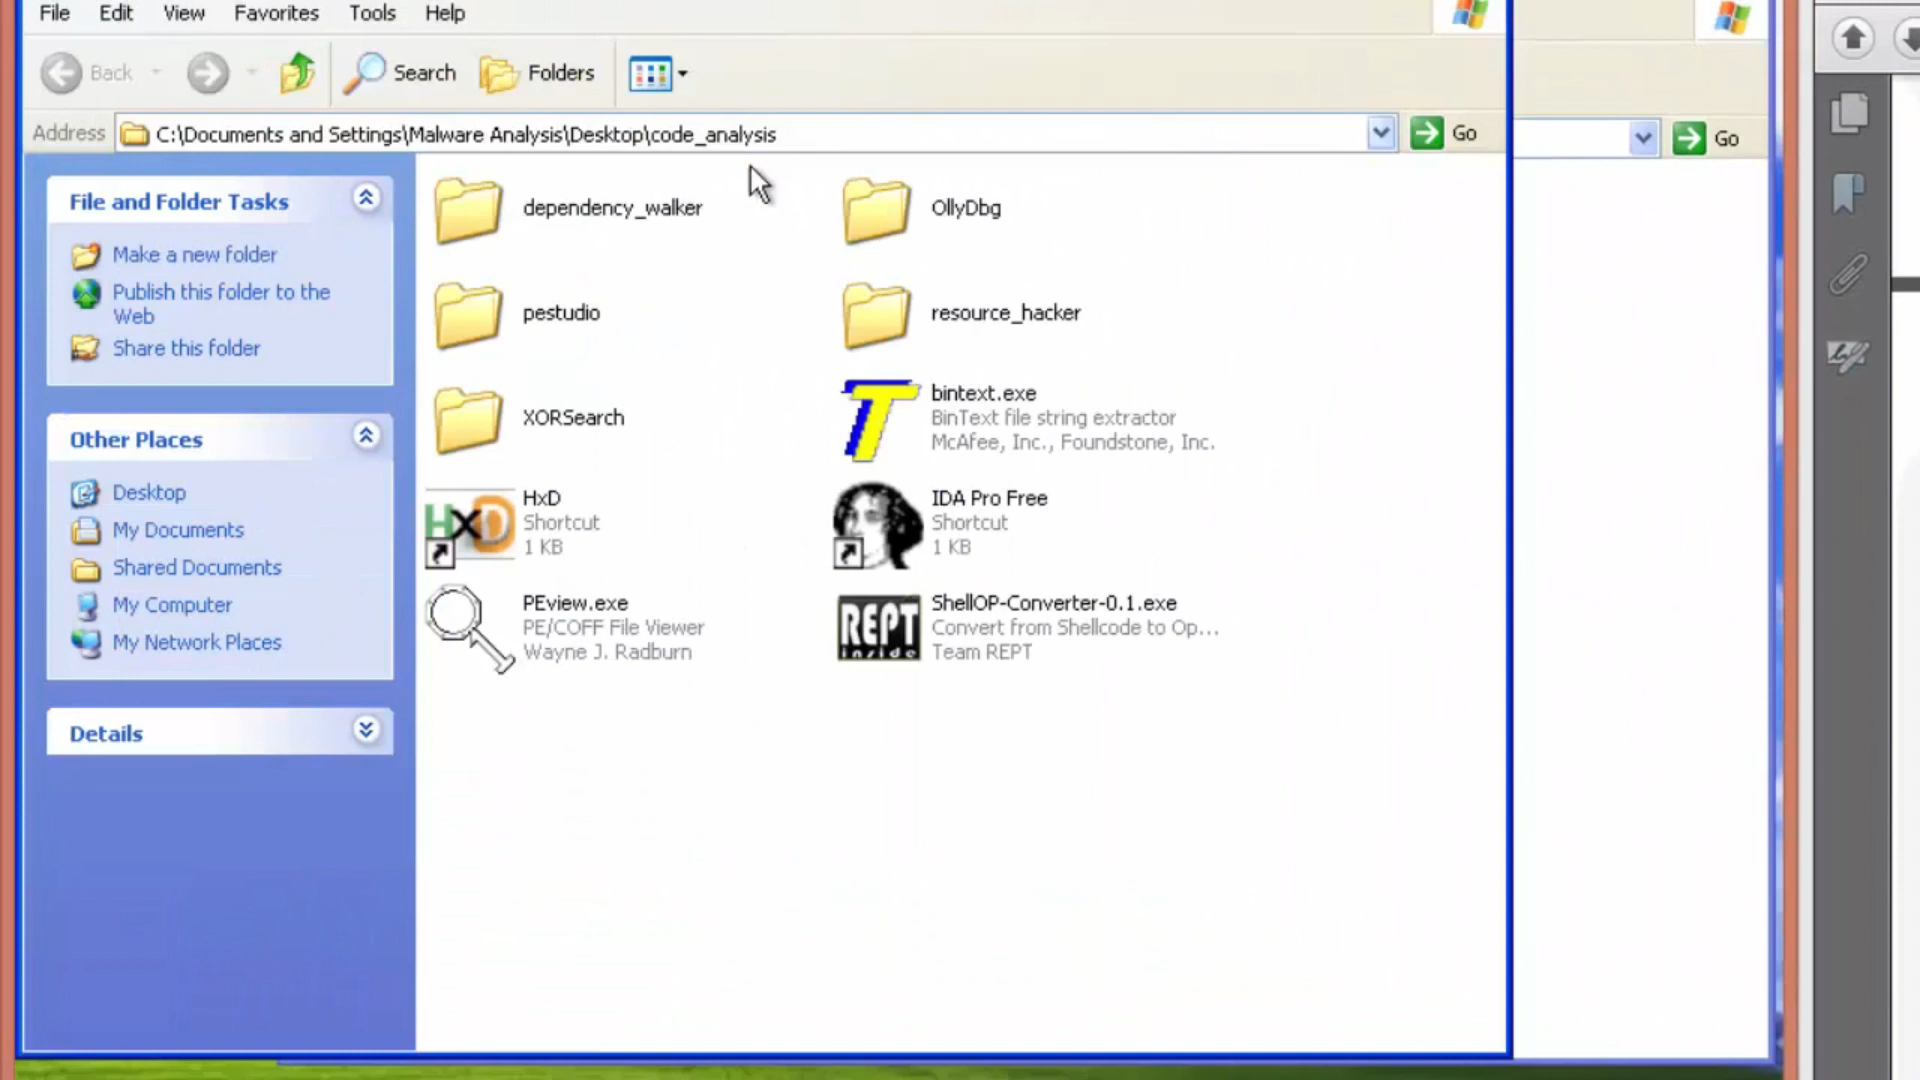 File Edit View Favorites Tools Help
Back Search Folders
Address C:\Documents and Settings\Malware Analysis\Desktop\code_analysis Go
Go
File and Folder Tasks
Make a new folder
Publish this folder to the
Web
Share this folder
Other Places
Desktop
My Documents
Shared Documents
My Computer
My Network Places
Details
dependency_walker
OllyDbg
pestudio
resource_hacker
XORSearch
bintext.exe
BinText file string extractor
McAfee, Inc., Foundstone, Inc.
HxD
HxD
Shortcut
1 KB
IDA Pro Free
Shortcut
1 KB
PEview.exe
PE/COFF File Viewer
Wayne J. Radburn
REPT
inside
ShellOP-Converter-0.1.exe
Convert from Shellcode to Op...
Team REPT